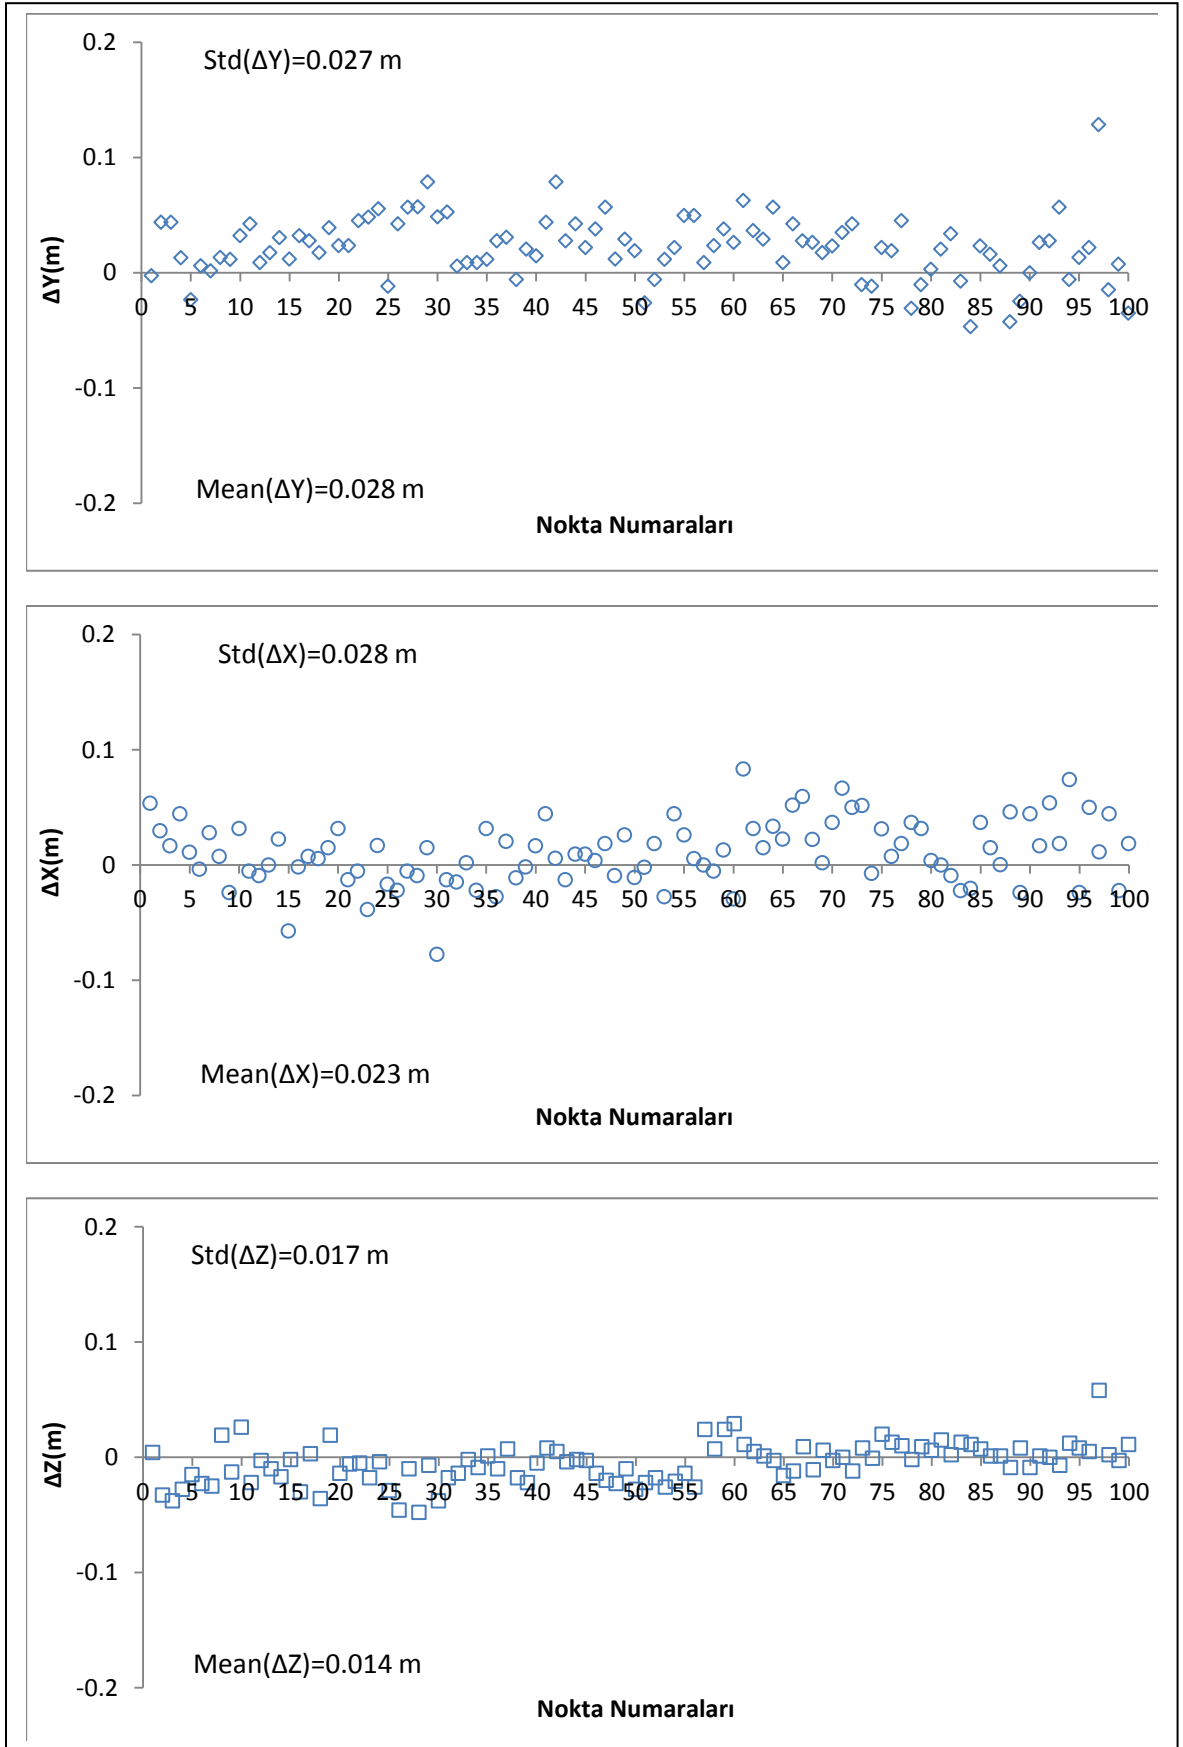 0.2
Std(ΔY)=0.027 m
0.1
ΔY(m)
0
0 5 10 15 20 25 30 35 40 45 50 55 60 65 70 75 80 85 90 95 100
-0.1
Mean(ΔY)=0.028 m
-0.2
Nokta Numaraları
0.2
Std(ΔX)=0.028 m
0.1
ΔX(m)
0
0 5 10 15 20 25 30 35 40 45 50 55 60 65 70 75 80 85 90 95 100
-0.1
Mean(ΔX)=0.023 m
-0.2
Nokta Numaraları
0.2
Std(ΔZ)=0.017 m
0.1
ΔZ(m)
0
0 5 10 15 20 25 30 35 40 45 50 55 60 65 70 75 80 85 90 95 100
-0.1
Mean(ΔZ)=0.014 m
-0.2
Nokta Numaraları